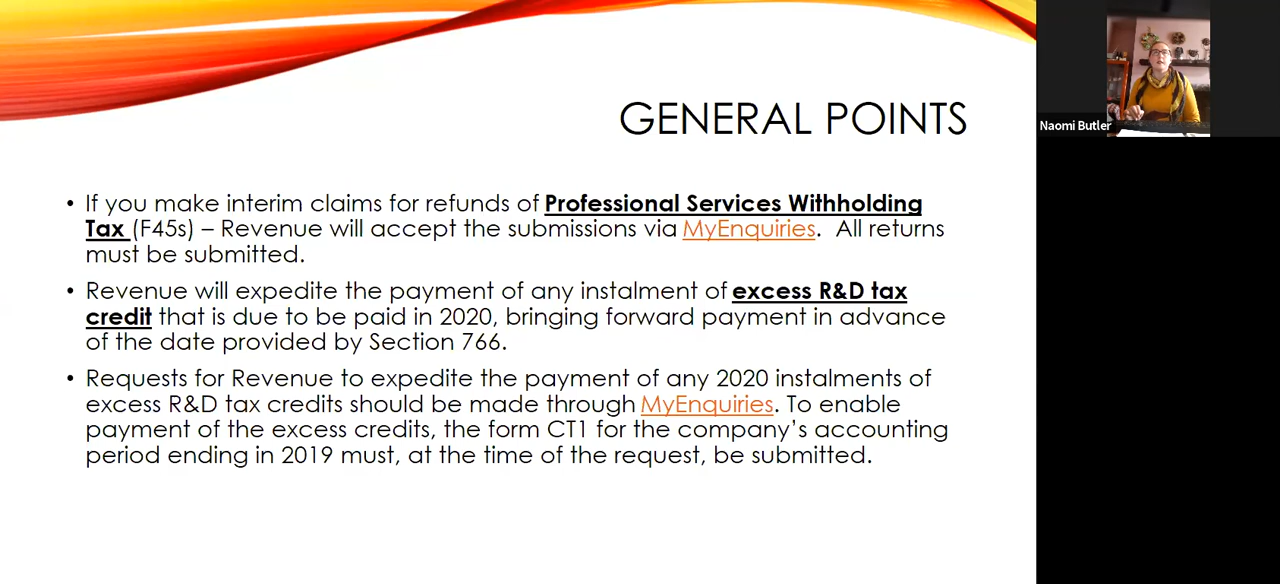 GENERAL POINTS
• If you make interim claims for refunds of Professional Services Withholding
Tax (F45s) – Revenue will accept the submissions via MyEnquiries. All returns
must be submitted.
• Revenue will expedite the payment of any instalment of excess R&D tax
credit that is due to be paid in 2020, bringing forward payment in advance
of the date provided by Section 766.
• Requests for Revenue to expedite the payment of any 2020 instalments of
excess R&D tax credits should be made through MyEnquiries. To enable
payment of the excess credits, the form CT1 for the company’s accounting
period ending in 2019 must, at the time of the request, be submitted.
Naomi Butler